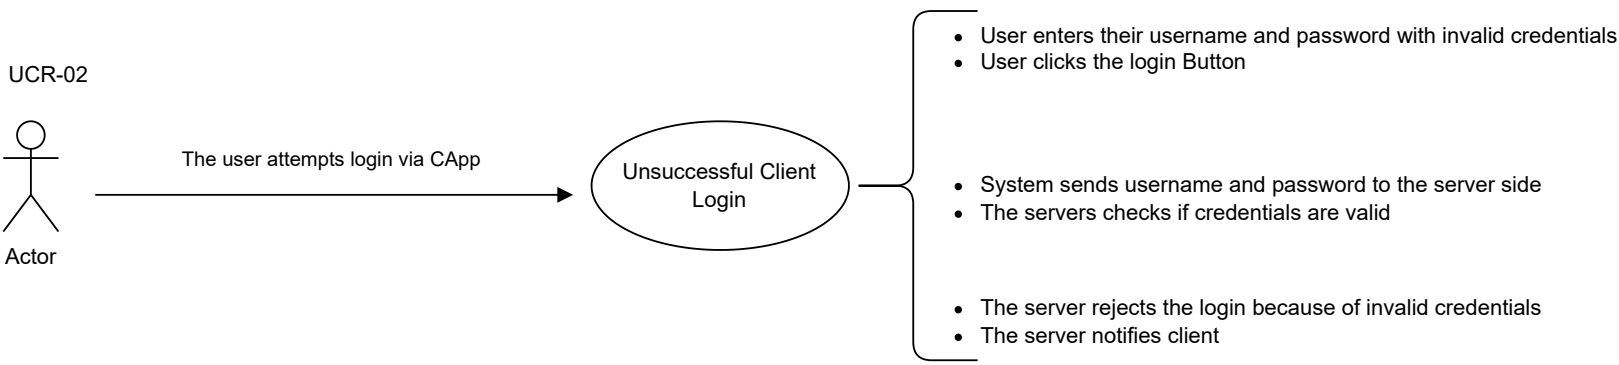 UCR-02
Actor
The user attempts login via CApp
Unsuccessful Client
Login
• User enters their username and password with invalid credentials
• User clicks the login Button
• System sends username and password to the server side
• The servers checks if credentials are valid
• The server rejects the login because of invalid credentials
• The server notifies client